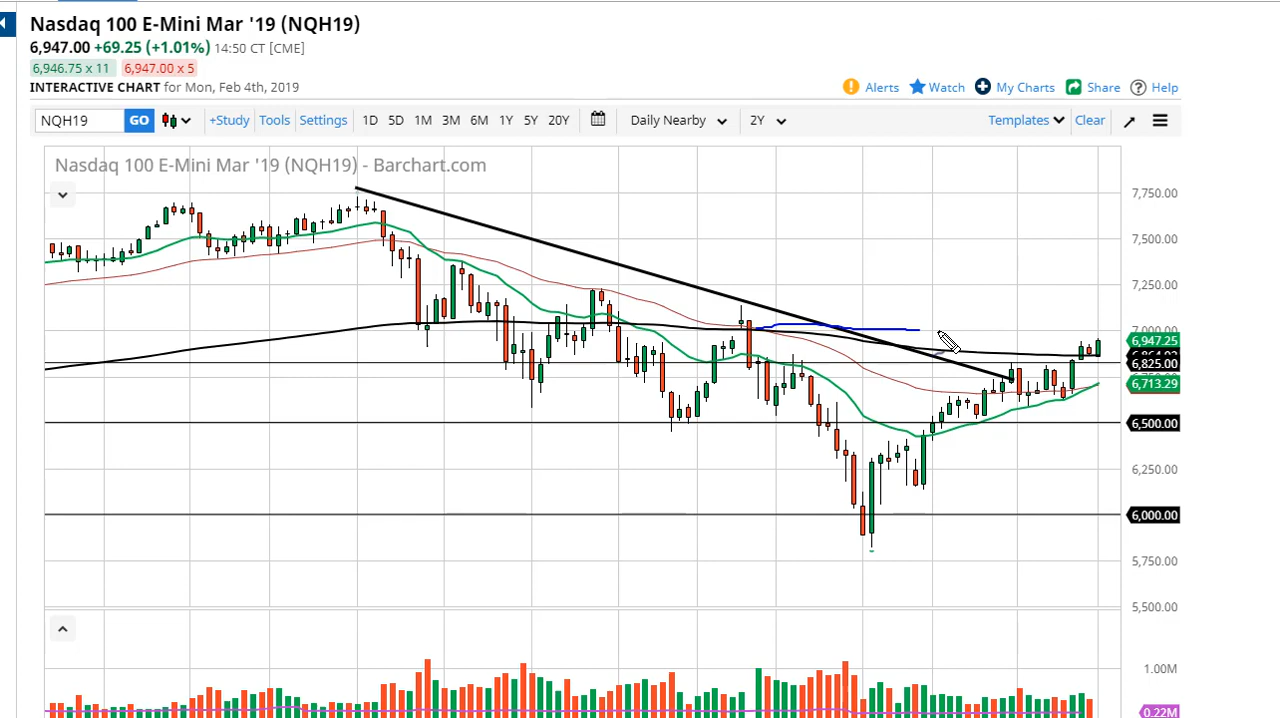 Nasdaq 100 E-Mini Mar '19 (NQH19)
6,947.00 +69.25 (+1.01%) 14:50 CT [CME]
6,946.75 x 11 6,947.00 x 5
INTERACTIVE CHART for Mon, Feb 4th, 2019
Alerts Watch My Charts Share Help
NQH19 GO +Study Tools Settings 1D 5D 1M 3M 6M 1Y 5Y 20Y Daily Nearby 2Y Templates Clear
Nasdaq 100 E-Mini Mar '19 (NQH19) - Barchart.com
7,750.00
7,500.00
7,250.00
7,000.00
6,947.25
6,825.00
6,713.29
6,500.00
6,250.00
6,000.00
5,750.00
5,500.00
1.00M
0.22M